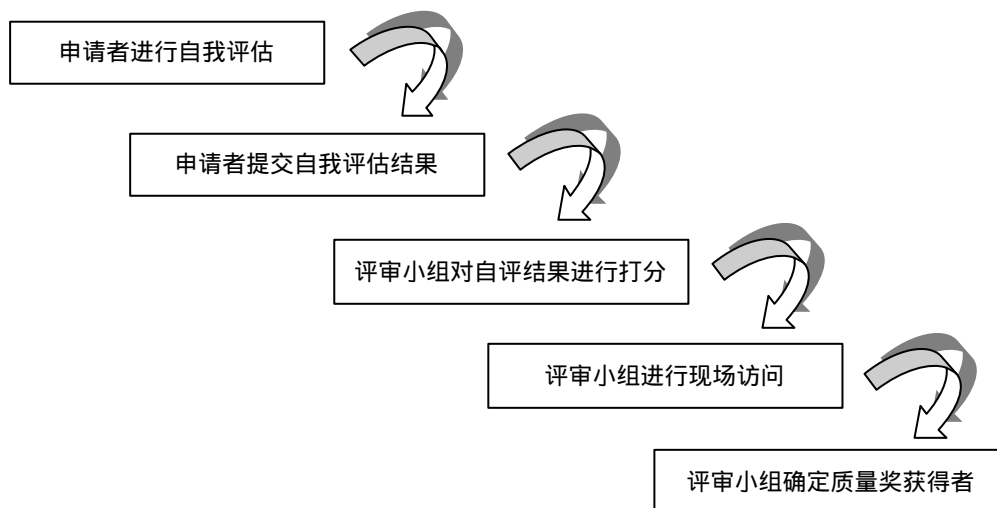 申请者进行自我评估
申请者提交自我评估结果
评审小组对自评结果进行打分
评审小组进行现场访问
评审小组确定质量奖获得者